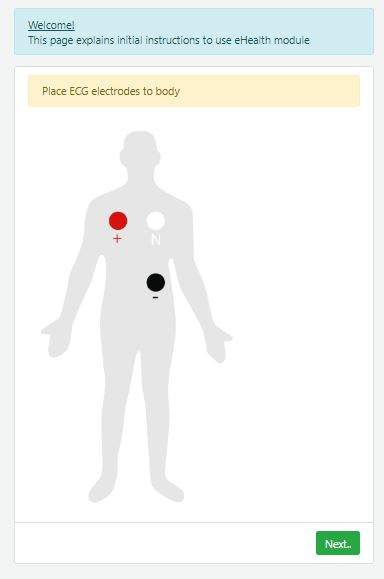 Welcome!
This page explains initial instructions to use eHealth module
Place ECG electrodes to body
+
N
-
Next..